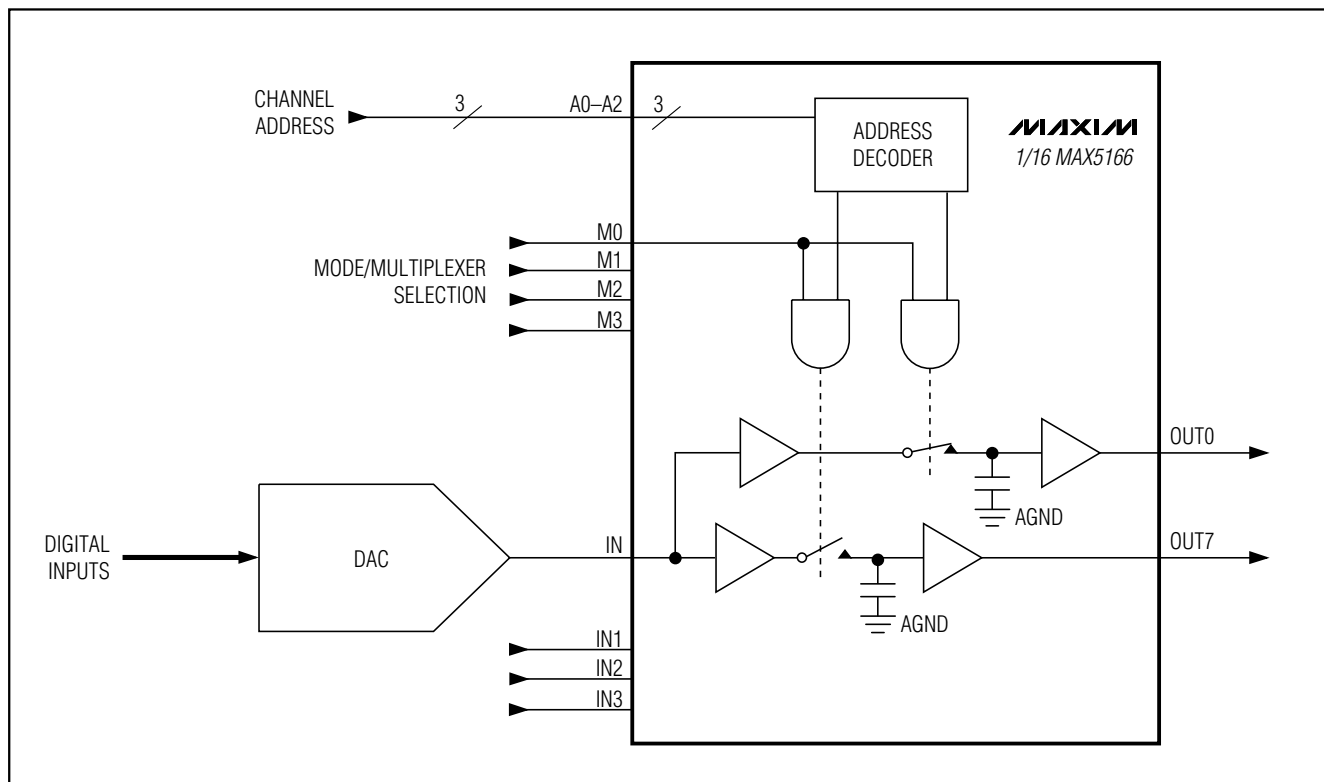 CHANNEL
ADDRESS
3
A0–A2
3
ADDRESS
DECODER
MAXIM
1/16 MAX5166
MODE/MULTIPLEXER
SELECTION
M0
M1
M2
M3
OUT0
AGND
DIGITAL
INPUTS
DAC
IN
OUT7
AGND
IN1
IN2
IN3